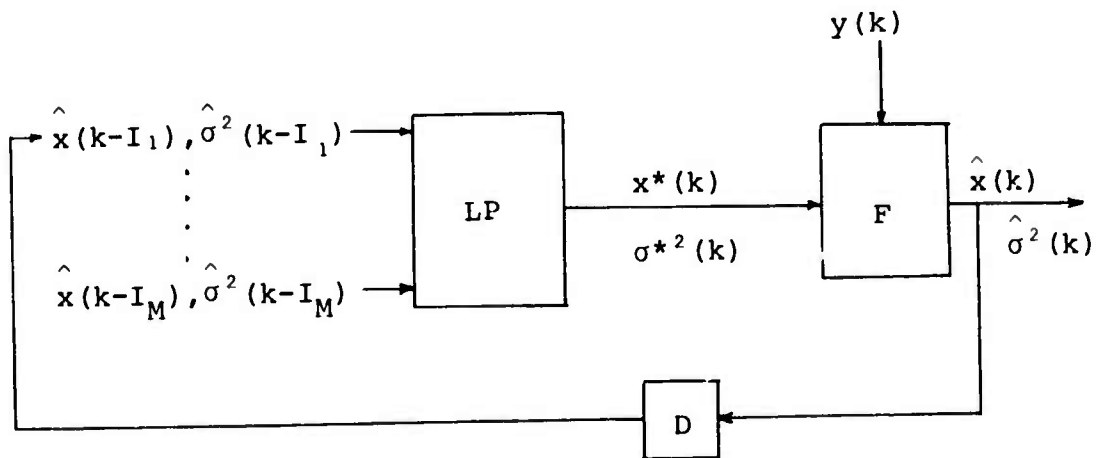 y(k)
x̂(k-I₁), σ̂²(k-I₁)
LP
x*(k)
σ*²(k)
F
x̂(k)
σ̂²(k)
x̂(k-I_M), σ̂²(k-I_M)
D